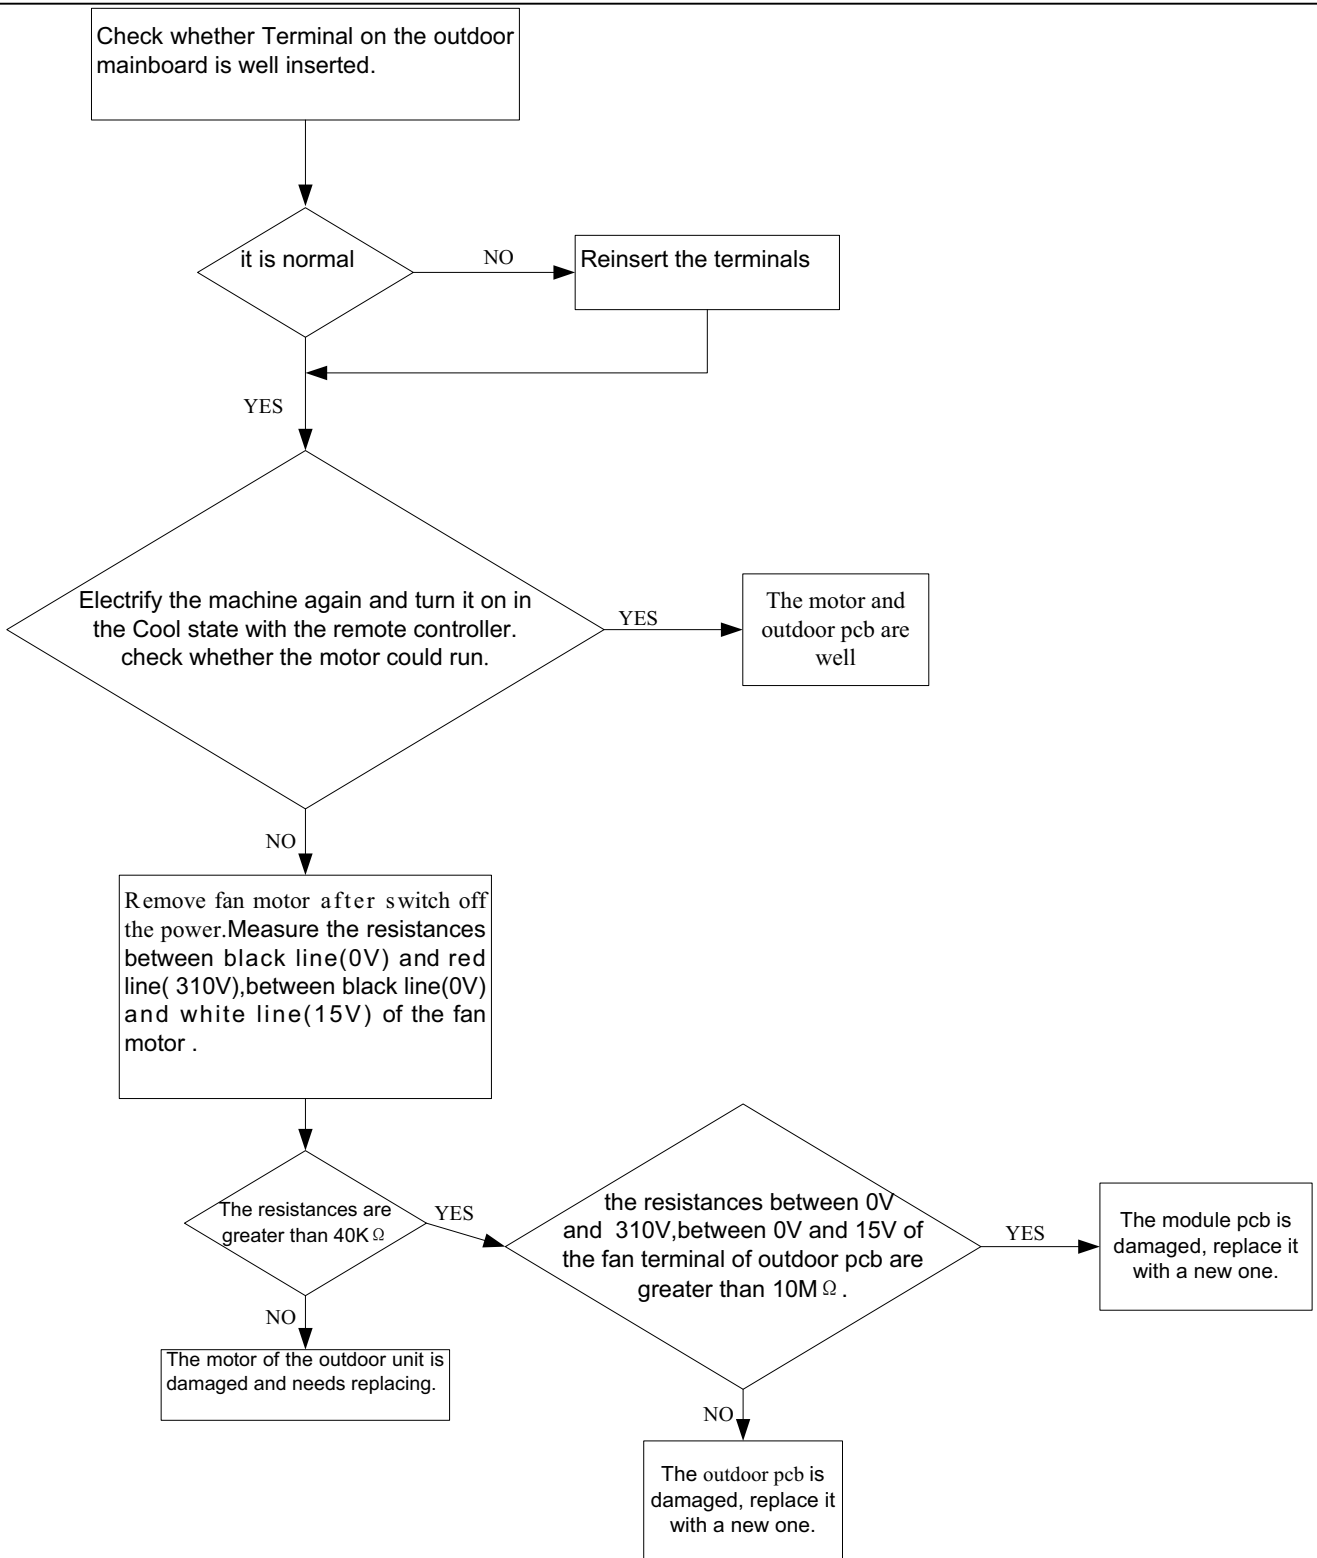 Check whether Terminal on the outdoor
mainboard is well inserted.
it is normal
NO
Reinsert the terminals
YES
Electrify the machine again and turn it on in
the Cool state with the remote controller.
check whether the motor could run.
YES
The motor and
outdoor pcb are
well
NO
Remove fan motor after switch off
the power.Measure the resistances
between black line(0V) and red
line( 310V),between black line(0V)
and white line(15V) of the fan
motor .
The resistances are
greater than 40KΩ
YES
the resistances between 0V
and 310V,between 0V and 15V of
the fan terminal of outdoor pcb are
greater than 10MΩ.
YES
The module pcb is
damaged, replace it
with a new one.
NO
The motor of the outdoor unit is
damaged and needs replacing.
NO
The outdoor pcb is
damaged, replace it
with a new one.